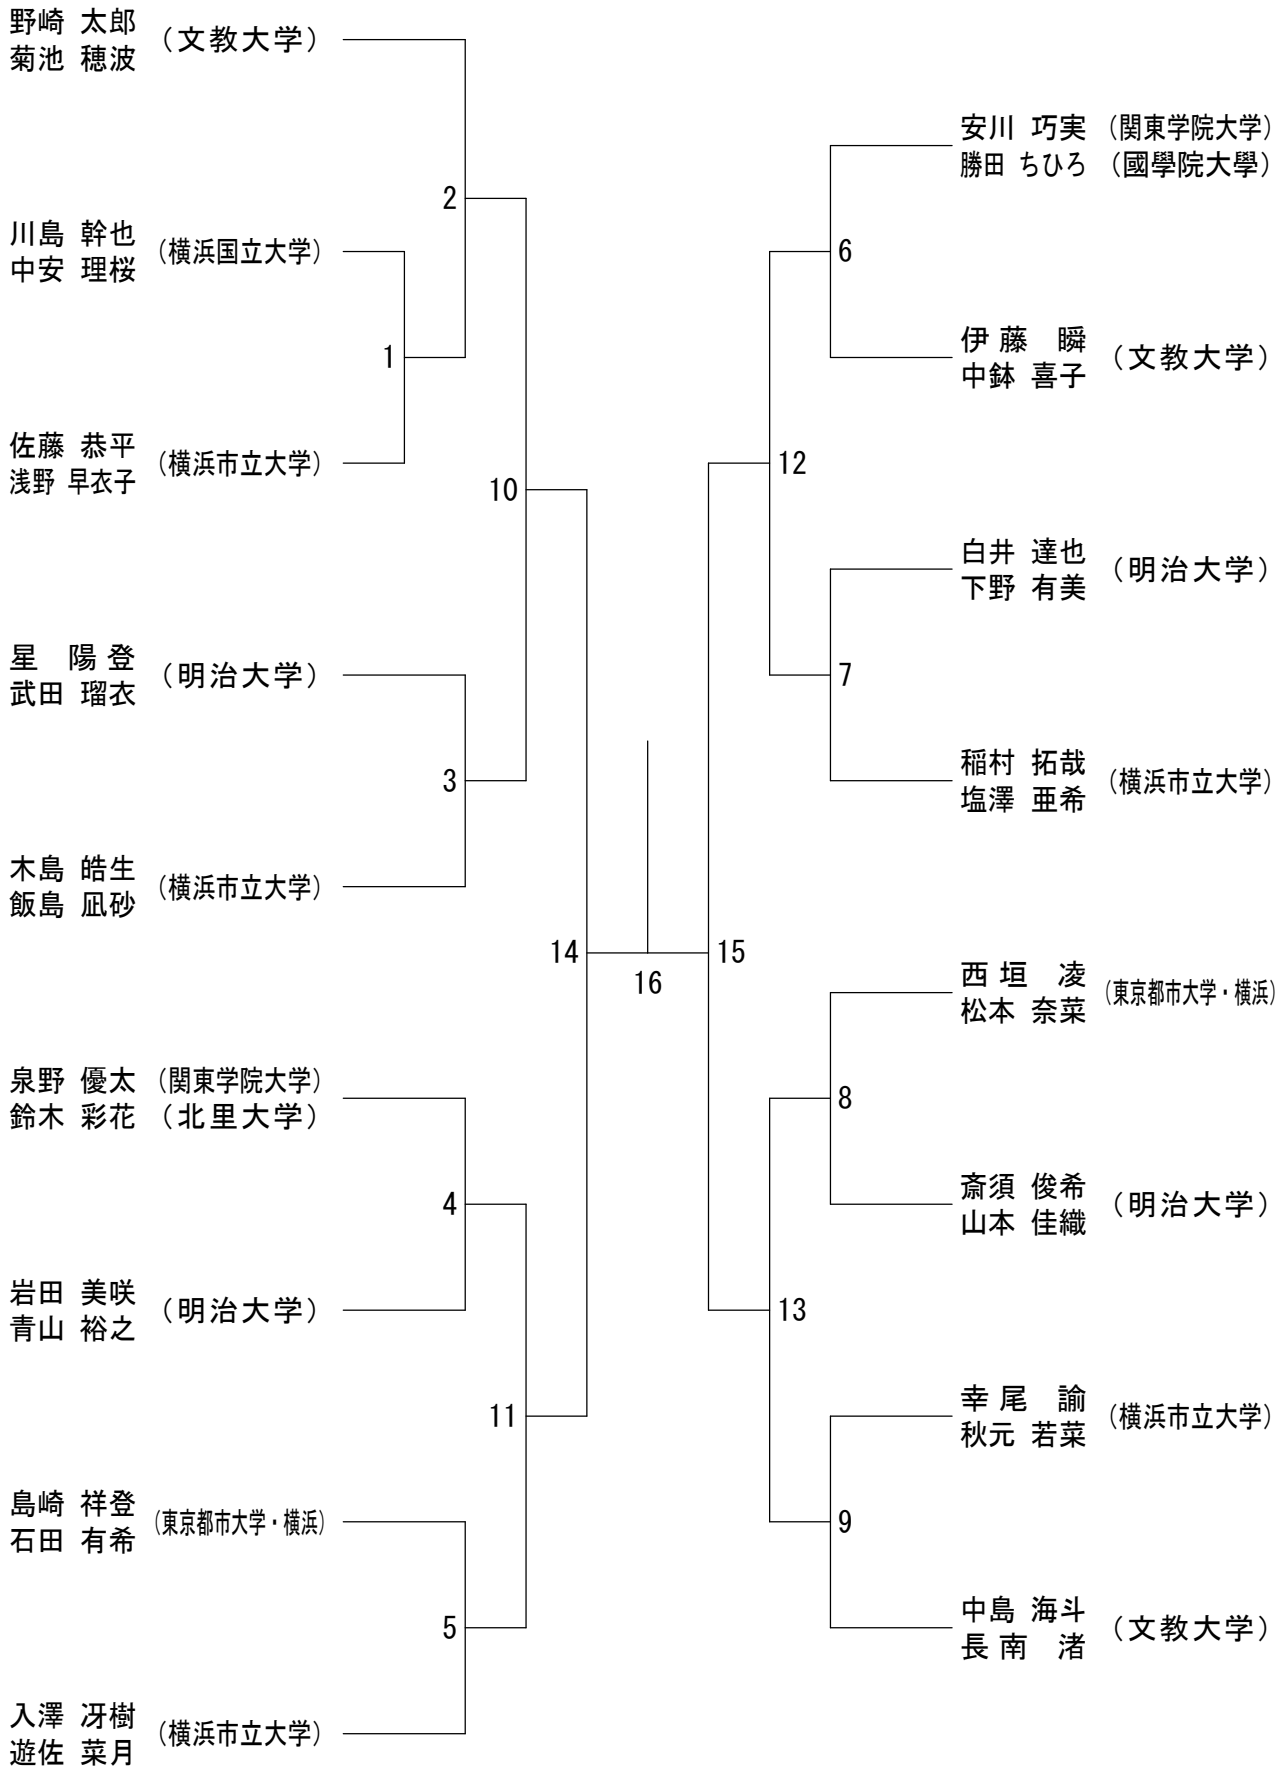 野崎 太郎 (文教大学)
菊池 穂波
2
川島 幹也 (横浜国立大学)
中安 理桜
1
佐藤 恭平 (横浜市立大学)
浅野 早衣子
10
星 陽登 (明治大学)
武田 瑠衣
3
木島 皓生 (横浜市立大学)
飯島 凪砂
14
泉野 優太 (関東学院大学)
鈴木 彩花 (北里大学)
4
岩田 美咲 (明治大学)
青山 裕之
11
島崎 祥登 (東京都市大学・横浜)
石田 有希
5
入澤 冴樹 (横浜市立大学)
遊佐 菜月
16
安川 巧実 (関東学院大学)
勝田 ちひろ (國學院大學)
6
伊藤 瞬 (文教大学)
中鉢 喜子
12
白井 達也 (明治大学)
下野 有美
7
稲村 拓哉 (横浜市立大学)
塩澤 亜希
15
西垣 凌 (東京都市大学・横浜)
松本 奈菜
8
斎須 俊希 (明治大学)
山本 佳織
13
幸尾 諭 (横浜市立大学)
秋元 若菜
9
中島 海斗 (文教大学)
長南 渚